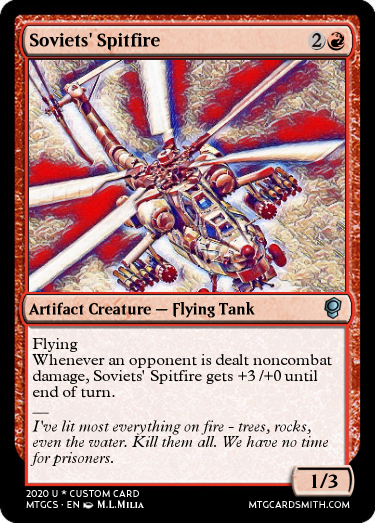 Soviets' Spitfire 2
Artifact Creature — Flying Tank
Flying
Whenever an opponent is dealt noncombat
damage, Soviets' Spitfire gets +3 /+0 until
end of turn.
—
I've lit most everything on fire - trees, rocks,
even the water. Kill them all. We have no time
for prisoners.
1/3
2020 U * CUSTOM CARD
MTGCS · EN M.L.MILIA
MTGCARDSMITH.COM